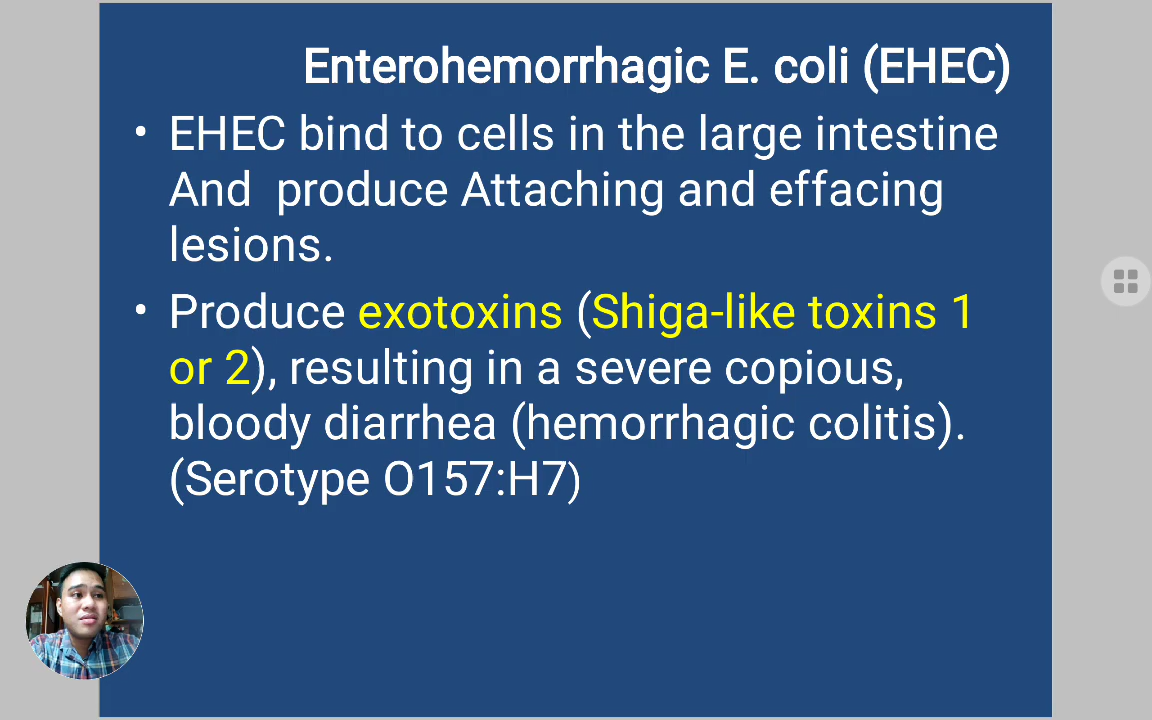 Enterohemorrhagic E. coli (EHEC)
• EHEC bind to cells in the large intestine
And  produce Attaching and effacing
lesions.
• Produce exotoxins (Shiga-like toxins 1
or 2), resulting in a severe copious,
bloody diarrhea (hemorrhagic colitis).
(Serotype O157:H7)